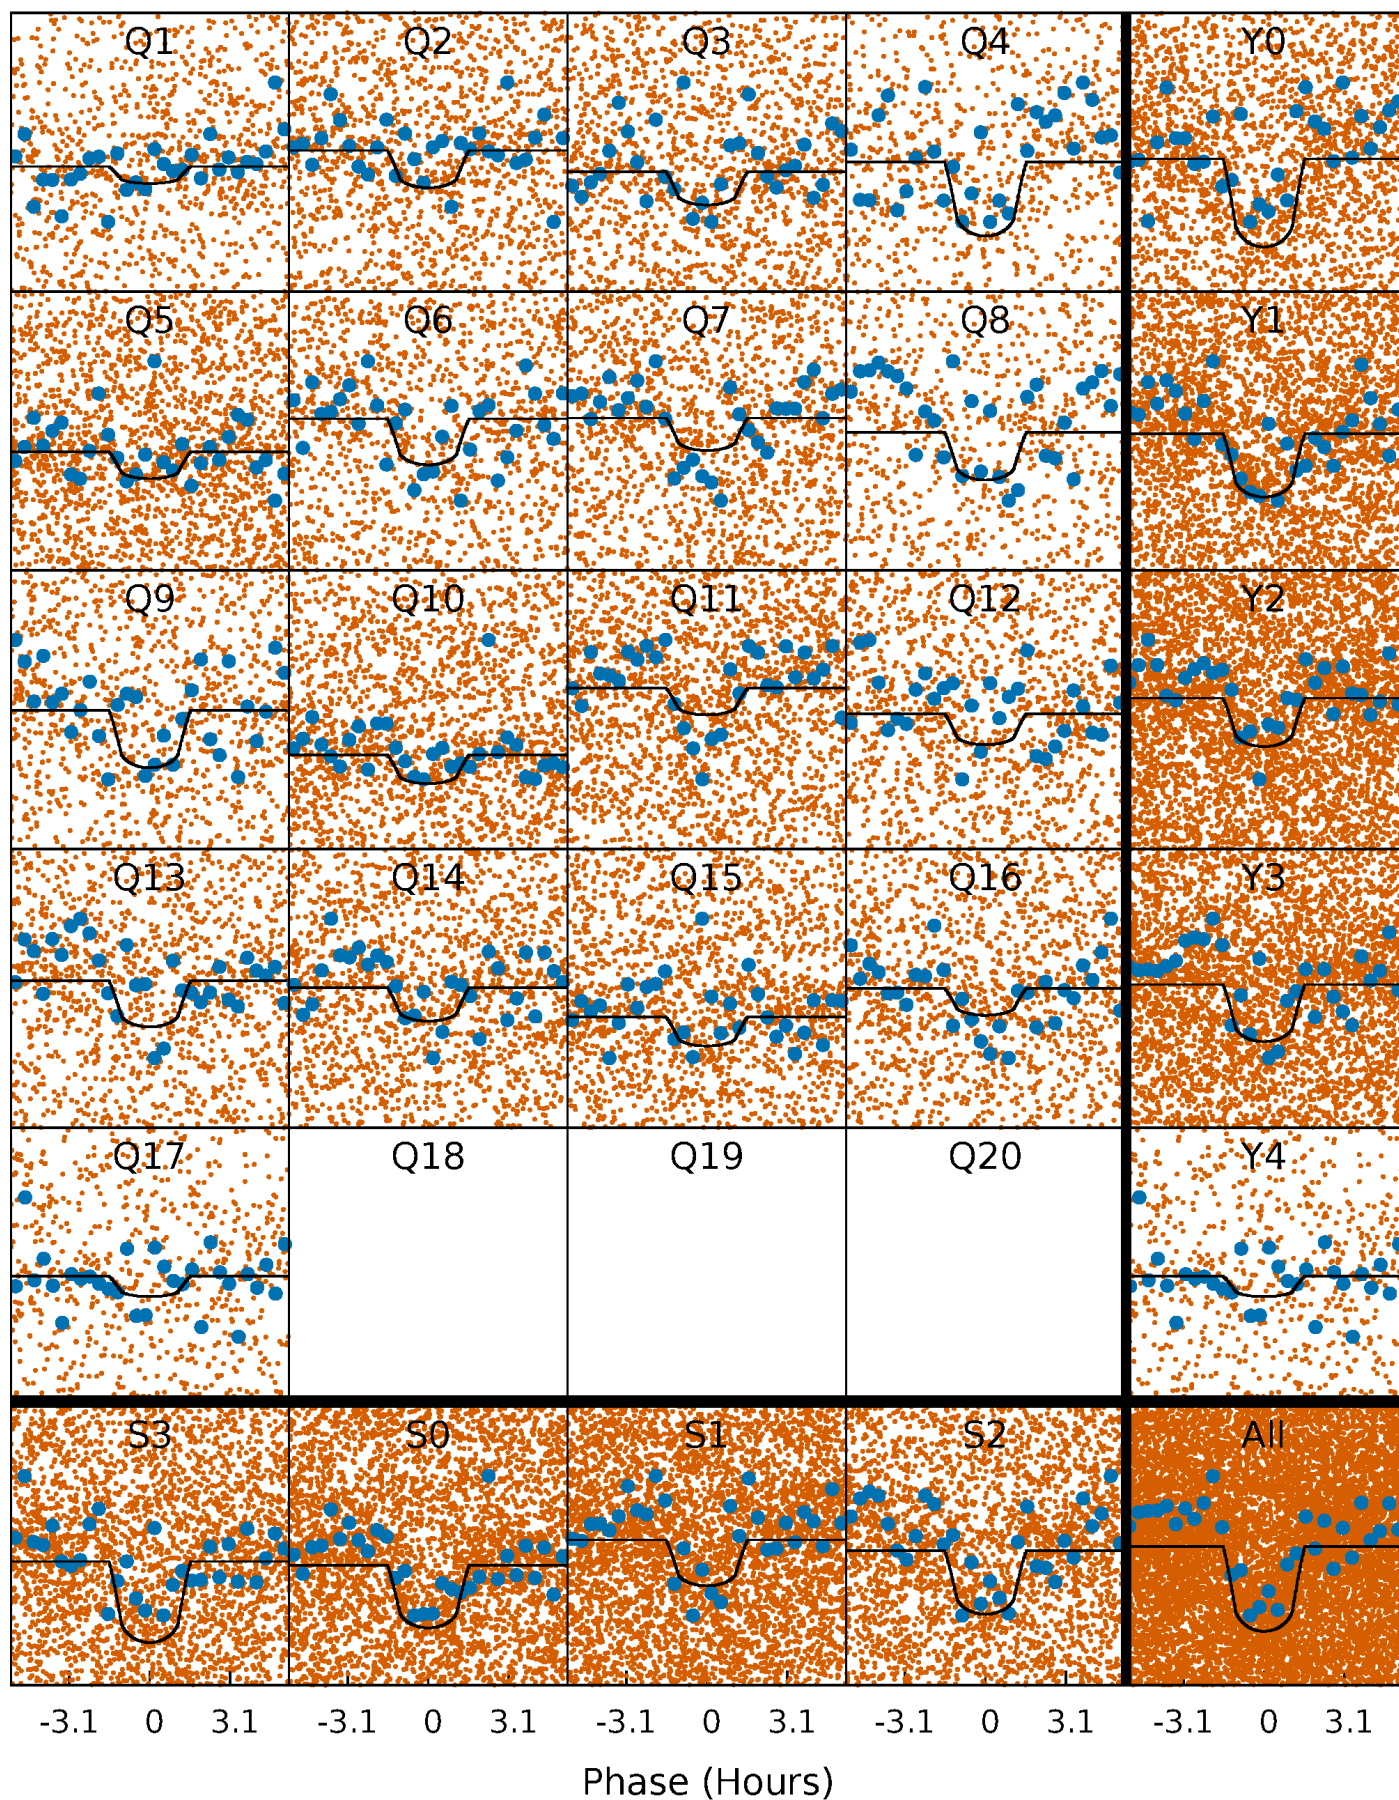 Q1 Q2 Q3 Q4 Y0
Q5 Q6 Q7 Q8 Y1
Q9 Q10 Q11 Q12 Y2
Q13 Q14 Q15 Q16 Y3
Q17 Q18 Q19 Q20 Y4
S3 S0 S1 S2 All
-3.1 0 3.1 -3.1 0 3.1 -3.1 0 3.1 -3.1 0 3.1 -3.1 0 3.1
Phase (Hours)